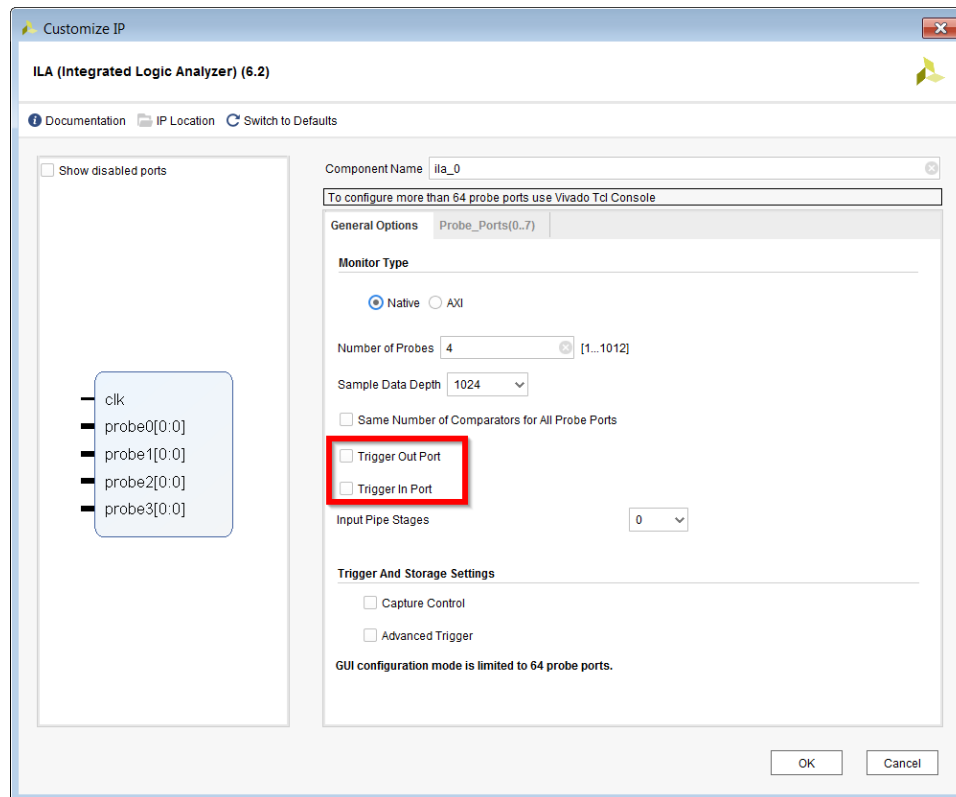 Customize IP
ILA (Integrated Logic Analyzer) (6.2)
Documentation IP Location Switch to Defaults
Show disabled ports
clk
probe0[0:0]
probe1[0:0]
probe2[0:0]
probe3[0:0]
Component Name ila_0
To configure more than 64 probe ports use Vivado Tcl Console
General Options Probe_Ports(0..7)
Monitor Type
Native AXI
Number of Probes 4 [1...1012]
Sample Data Depth 1024
Same Number of Comparators for All Probe Ports
Trigger Out Port
Trigger In Port
Input Pipe Stages 0
Trigger And Storage Settings
Capture Control
Advanced Trigger
GUI configuration mode is limited to 64 probe ports.
OK Cancel